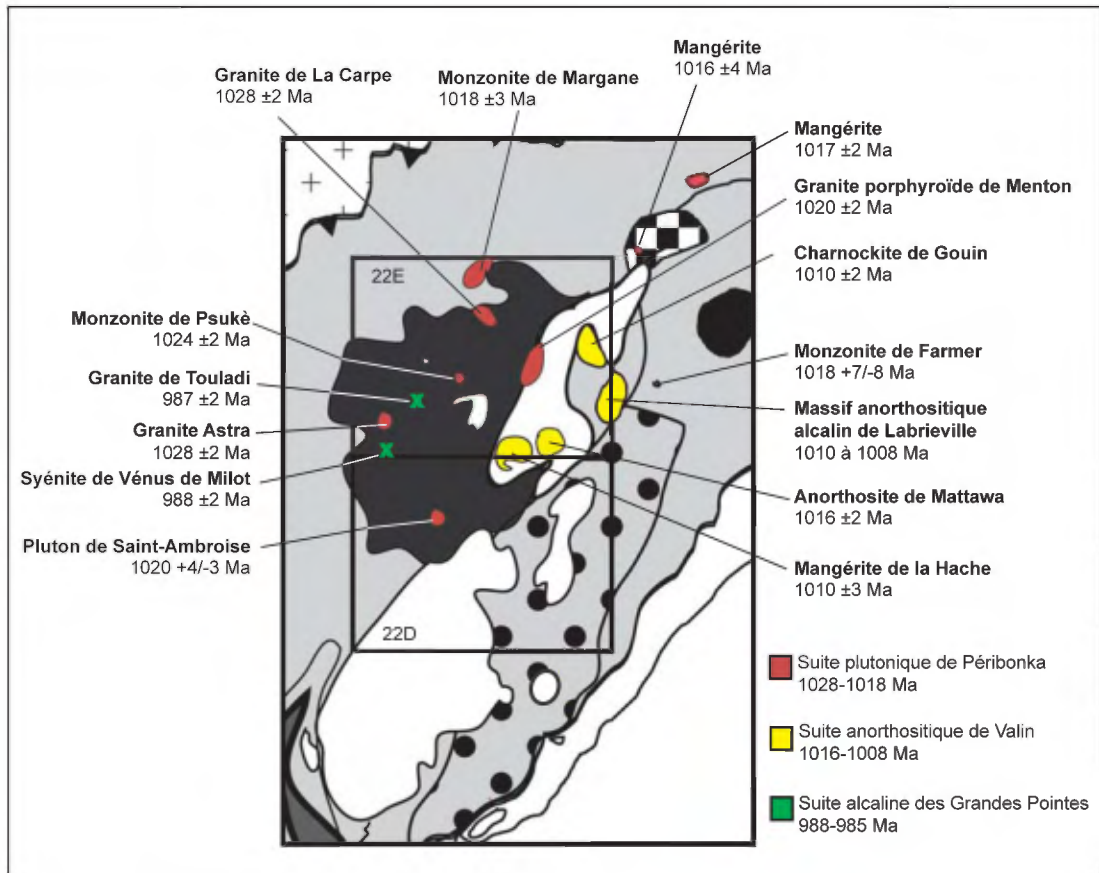 Mangérite
1016 ±4 Ma
Granite de La Carpe
1028 ±2 Ma
Monzonite de Margane
1018 ±3 Ma
Mangérite
1017 ±2 Ma
Granite porphyroïde de Menton
1020 ±2 Ma
Charnockite de Gouin
1010 ±2 Ma
22E
Monzonite de Psukè
1024 ±2 Ma
Monzonite de Farmer
1018 +7/-8 Ma
Granite de Touladi
987 ±2 Ma
x
Massif anorthositique
alcalin de Labrieville
1010 à 1008 Ma
Granite Astra
1028 ±2 Ma
x
Syénite de Vénus de Milot
988 ±2 Ma
Anorthosite de Mattawa
1016 ±2 Ma
Pluton de Saint-Ambroise
1020 +4/-3 Ma
Mangérite de la Hache
1010 ±3 Ma
22D
Suite plutonique de Péribonka
1028-1018 Ma
Suite anorthositique de Valin
1016-1008 Ma
Suite alcaline des Grandes Pointes
988-985 Ma